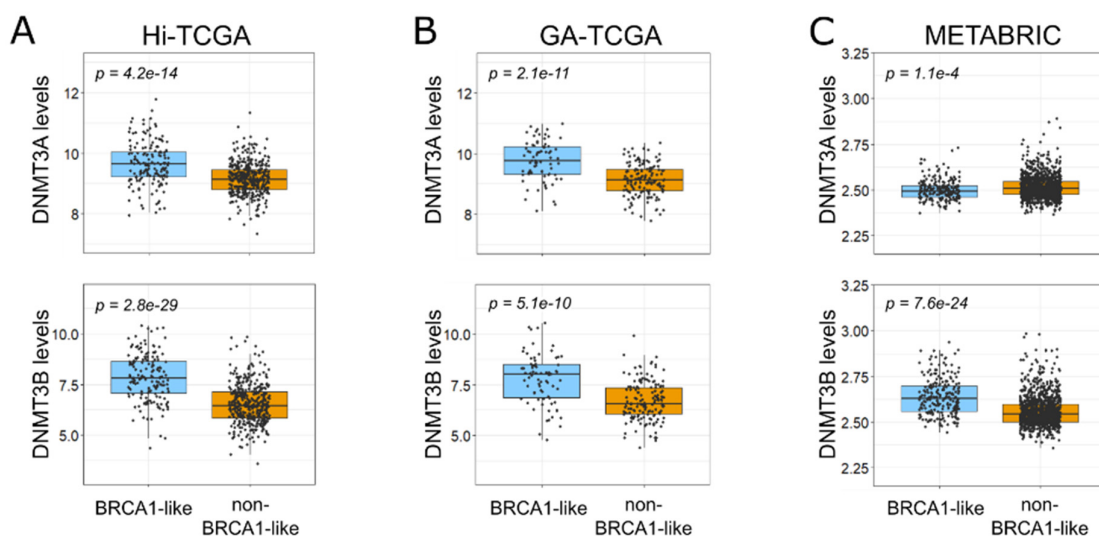 A
Hi-TCGA
B
GA-TCGA
C
METABRIC
DNMT3A levels
12
10
8
p = 4.2e-14
DNMT3A levels
12
10
8
p = 2.1e-11
DNMT3A levels
3.25
3.00
2.75
2.50
2.25
p = 1.1e-4
DNMT3B levels
10.0
7.5
5.0
p = 2.8e-29
DNMT3B levels
10.0
7.5
5.0
p = 5.1e-10
DNMT3B levels
3.25
3.00
2.75
2.50
2.25
p = 7.6e-24
BRCA1-like
non-
BRCA1-like
BRCA1-like
non-
BRCA1-like
BRCA1-like
non-
BRCA1-like